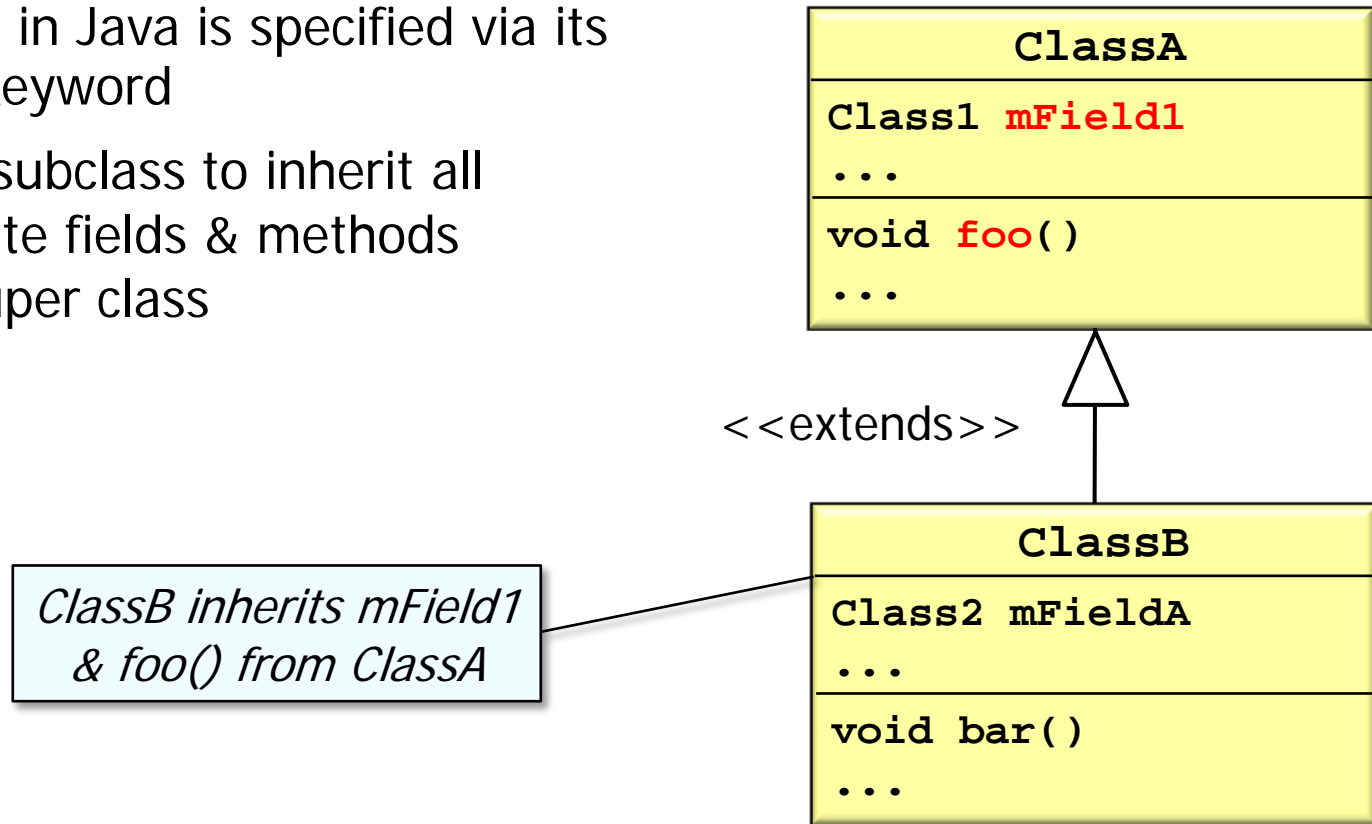 in Java is specified via its
eyword
subclass to inherit all
te fields & methods
per class
ClassA
Class1 mField1
...
void foo()
...
<<extends>>
ClassB
Class2 mFieldA
...
void bar()
...
ClassB inherits mField1
& foo() from ClassA